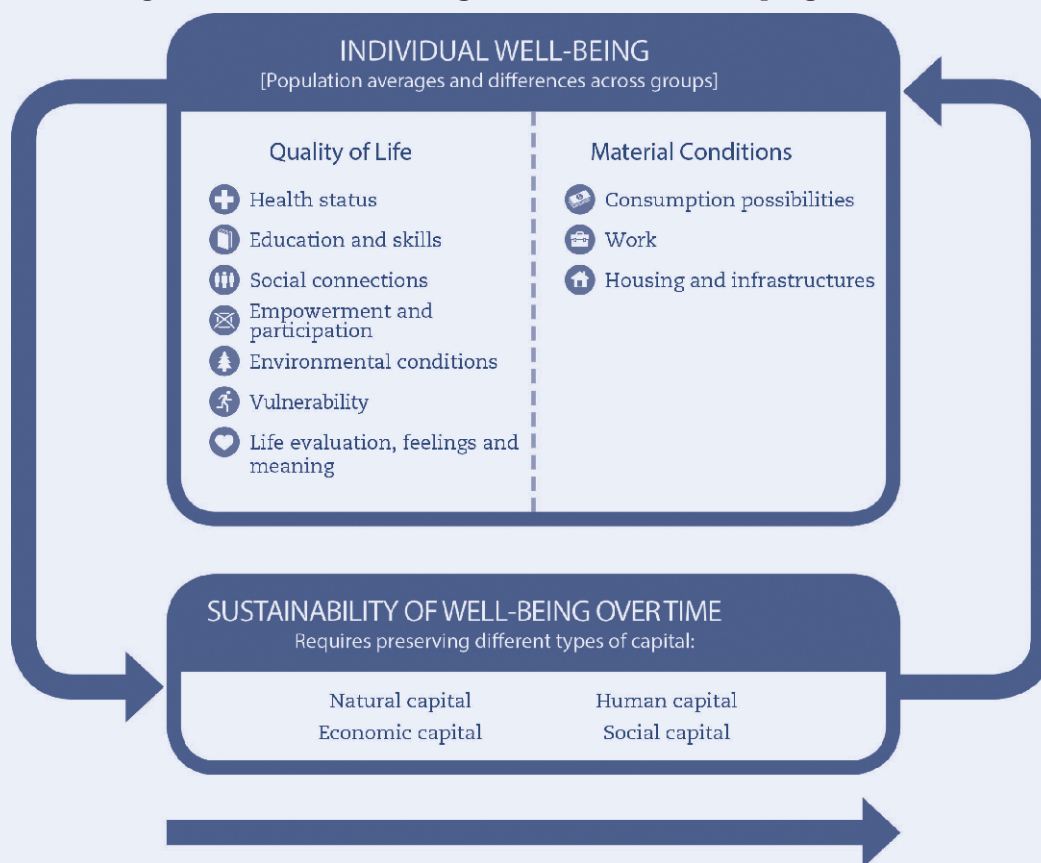 INDIVIDUAL WELL-BEING
[Population averages and differences across groups]
Quality of Life
Health status
Education and skills
Social connections
Empowerment and
participation
Environmental conditions
Vulnerability
Life evaluation, feelings and
meaning
Material Conditions
Consumption possibilities
Work
Housing and infrastructures
SUSTAINABILITY OF WELL-BEING OVER TIME
Requires preserving different types of capital:
Natural capital
Human capital
Economic capital
Social capital